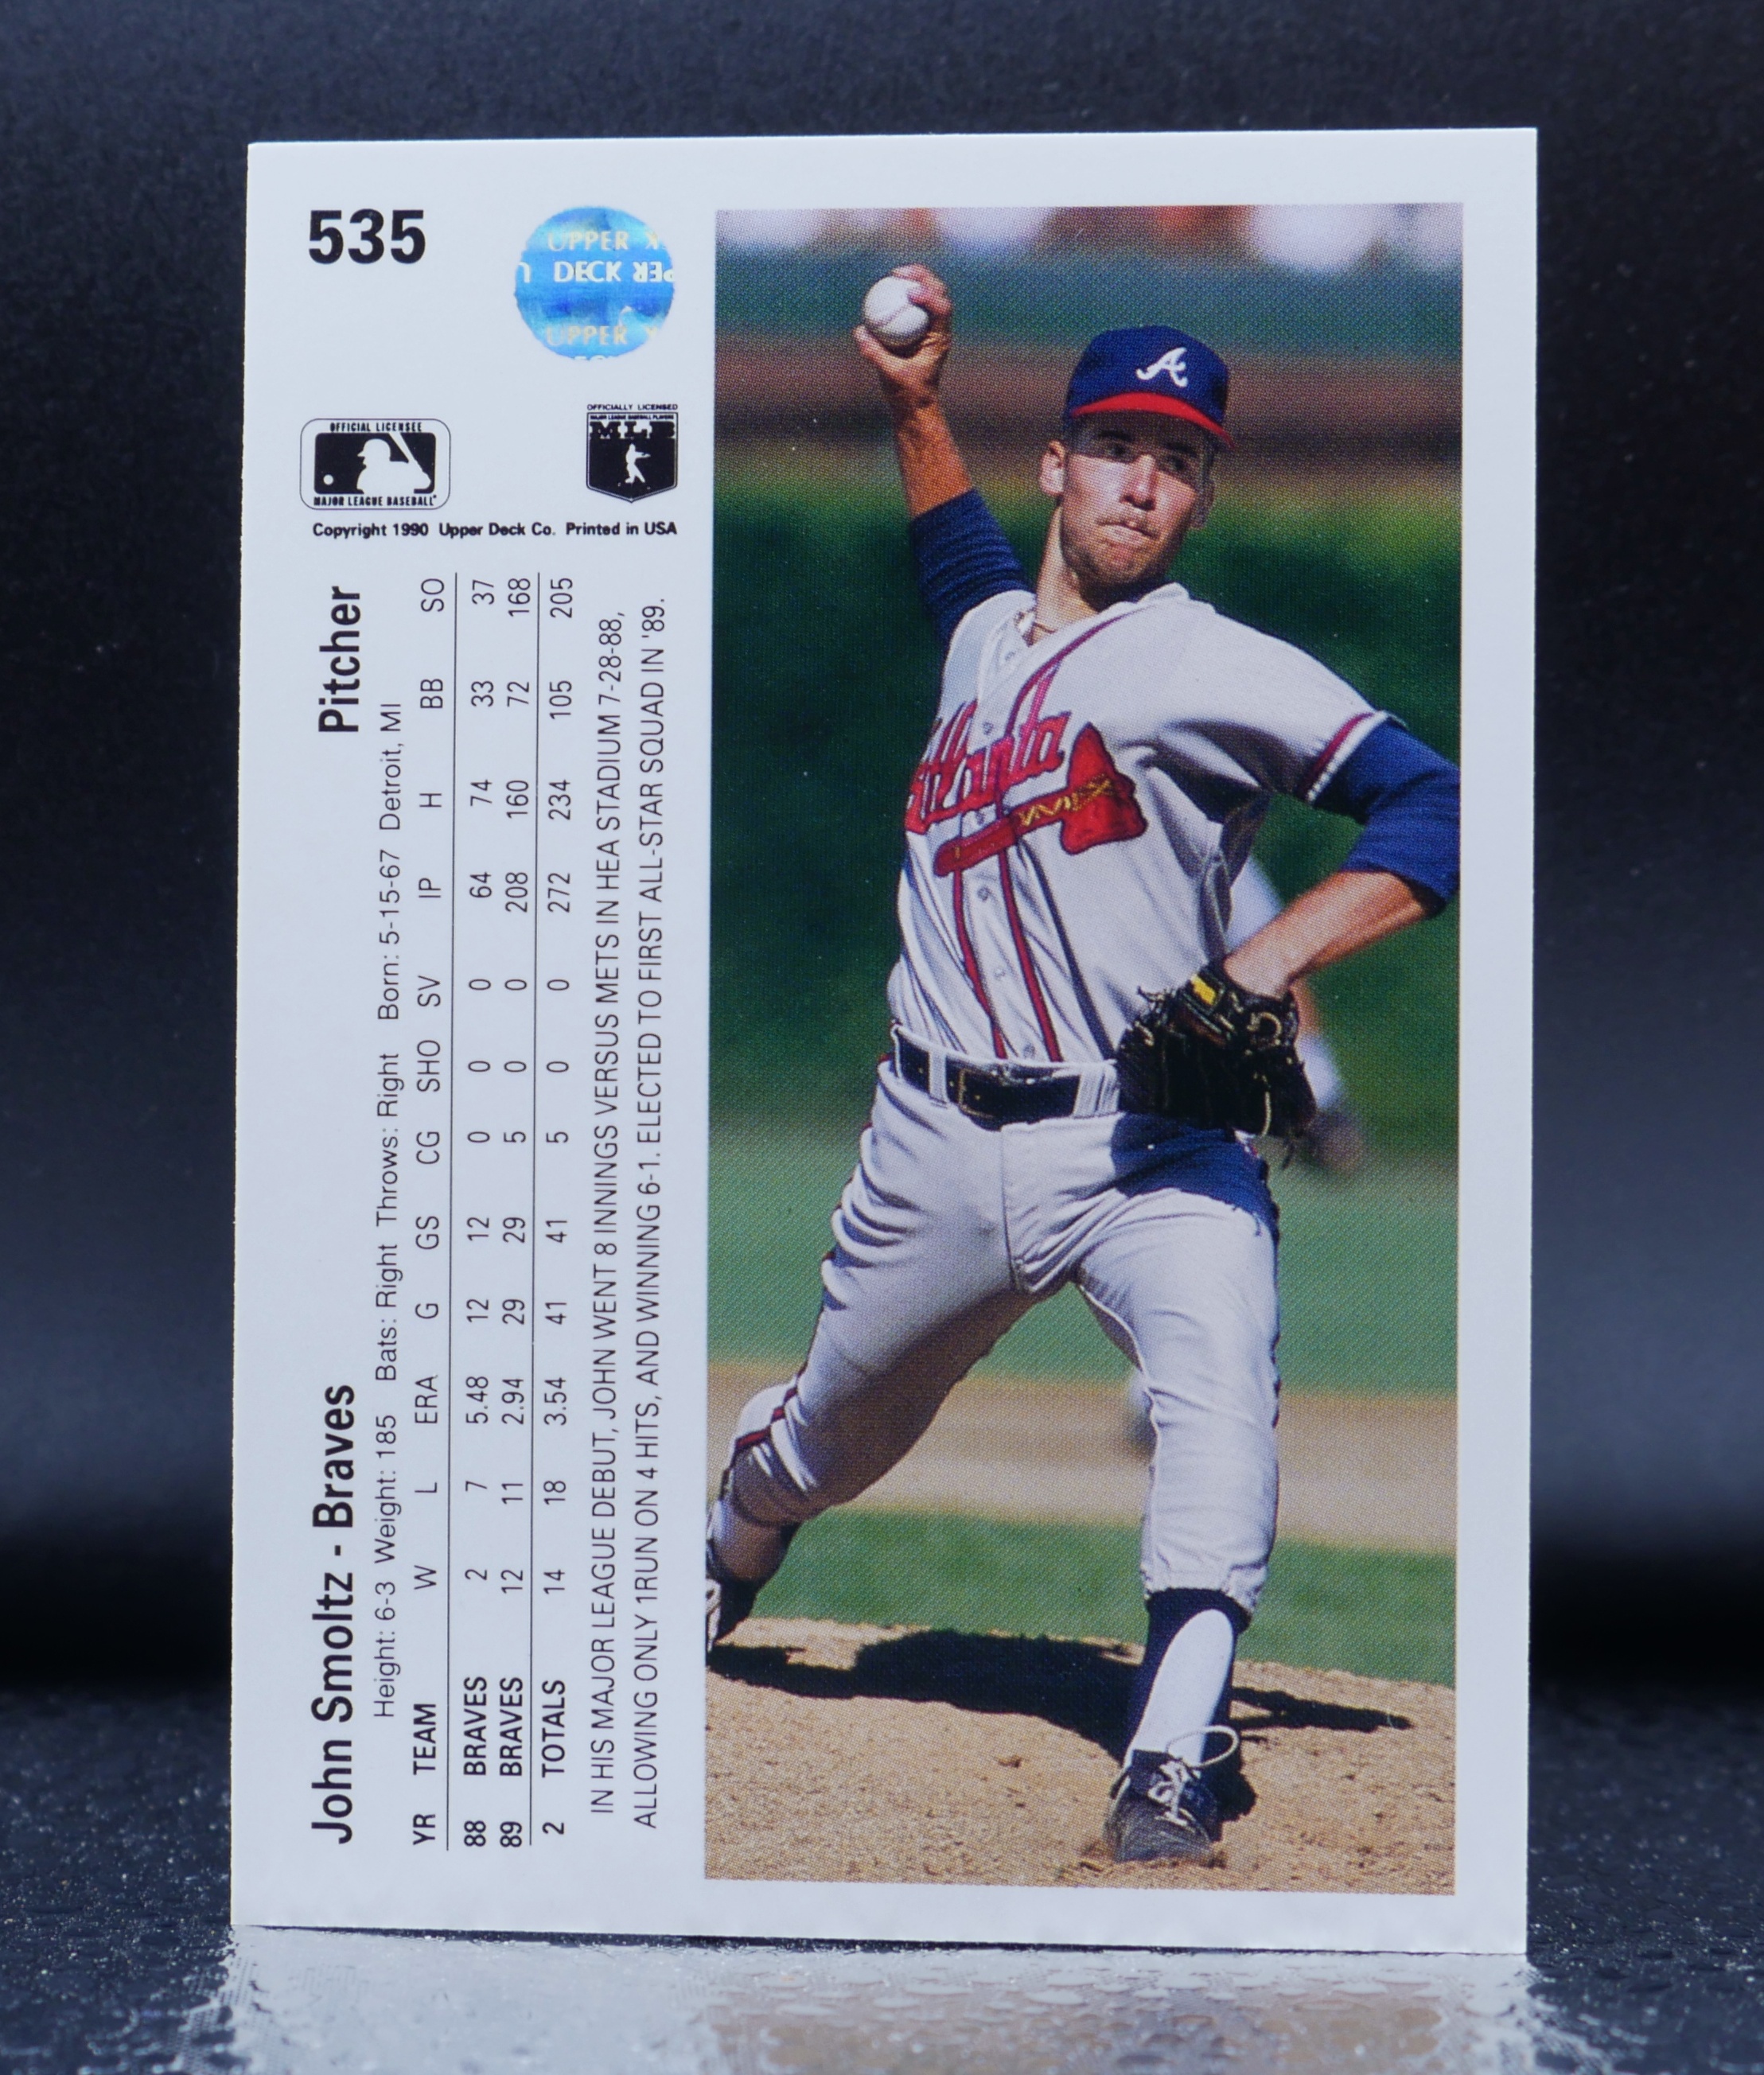 535
UPPER
DECK
UPPER
OFFICIAL LICENSEE
MAJOR LEAGUE BASEBALL
OFFICIALLY LICENSED
MAJOR LEAGUE BASEBALL PLAYERS
MLB
Copyright 1990 Upper Deck Co. Printed in USA
John Smoltz - Braves Pitcher
Height: 6-3 Weight: 185 Bats: Right Throws: Right Born: 5-15-67 Detroit, MI
YR TEAM W L ERA G GS CG SHO SV IP H BB SO
88 BRAVES 2 7 5.48 12 12 0 0 0 64 74 33 37
89 BRAVES 12 11 2.94 29 29 5 0 0 208 160 72 168
2 TOTALS 14 18 3.54 41 41 5 0 0 272 234 105 205
IN HIS MAJOR LEAGUE DEBUT, JOHN WENT 8 INNINGS VERSUS METS IN HEA STADIUM 7-28-88,
ALLOWING ONLY 1RUN ON 4 HITS, AND WINNING 6-1. ELECTED TO FIRST ALL-STAR SQUAD IN '89.
A
Atlanta